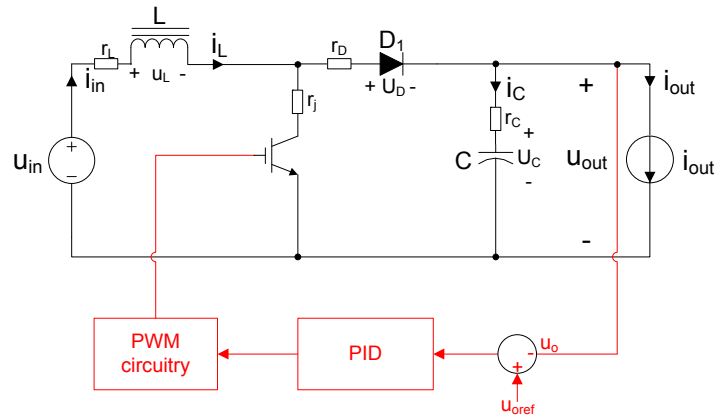 L
r_L
i_L
r_D
D_1
i_in
+ u_L -
+ U_D -
i_C
+
i_out
r_j
r_C
+
u_in
+
-
C
U_C
-
u_out
i_out
-
PWM
circuitry
PID
-
u_o
+
u_oref